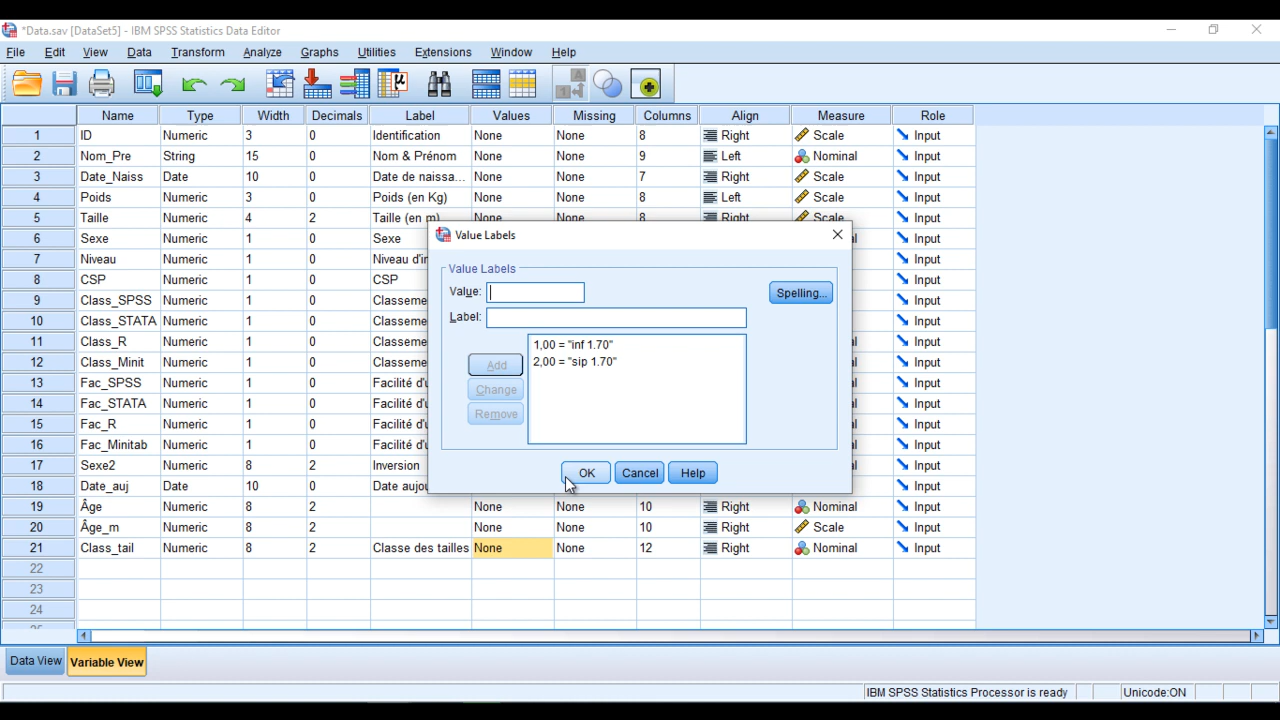 *Data.sav [DataSet5] - IBM SPSS Statistics Data Editor
File Edit View Data Transform Analyze Graphs Utilities Extensions Window Help
Name Type Width Decimals Label Values Missing Columns Align Measure Role
1 ID Numeric 3 0 Identification None None 8 Right Scale Input
2 Nom_Pre String 15 0 Nom & Prénom None None 9 Left Nominal Input
3 Date_Naiss Date 10 0 Date de naissa... None None 7 Right Scale Input
4 Poids Numeric 3 0 Poids (en Kg) None None 8 Left Scale Input
5 Taille Numeric 4 2 Taille (en m) None None 8 Right Scale Input
6 Sexe Numeric 1 0 Sexe Input
7 Niveau Numeric 1 0 Niveau d'in Input
8 CSP Numeric 1 0 CSP Input
9 Class_SPSS Numeric 1 0 Classeme Input
10 Class_STATA Numeric 1 0 Classeme Input
11 Class_R Numeric 1 0 Classeme Input
12 Class_Minit Numeric 1 0 Classeme Input
13 Fac_SPSS Numeric 1 0 Facilité d'u Input
14 Fac_STATA Numeric 1 0 Facilité d'u Input
15 Fac_R Numeric 1 0 Facilité d'u Input
16 Fac_Minitab Numeric 1 0 Facilité d'u Input
17 Sexe2 Numeric 8 2 Inversion Input
18 Date_auj Date 10 0 Date aujou Input
19 Âge Numeric 8 2 None None 10 Right Nominal Input
20 Âge_m Numeric 8 2 None None 10 Right Scale Input
21 Class_tail Numeric 8 2 Classe des tailles None None 12 Right Nominal Input
22
23
24
25
Value Labels
Value Labels
Value:
Spelling...
Label:
1,00 = "inf 1.70"
2,00 = "sip 1.70"
Add
Change
Remove
OK Cancel Help
Data View Variable View
IBM SPSS Statistics Processor is ready Unicode:ON